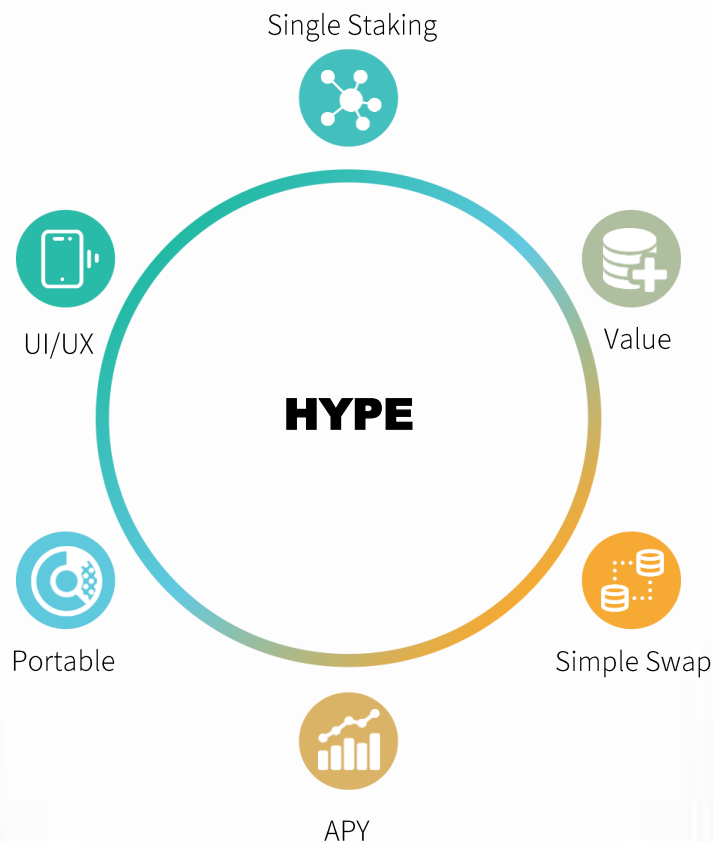 Single Staking
UI/UX
Value
HYPE
Portable
Simple Swap
APY